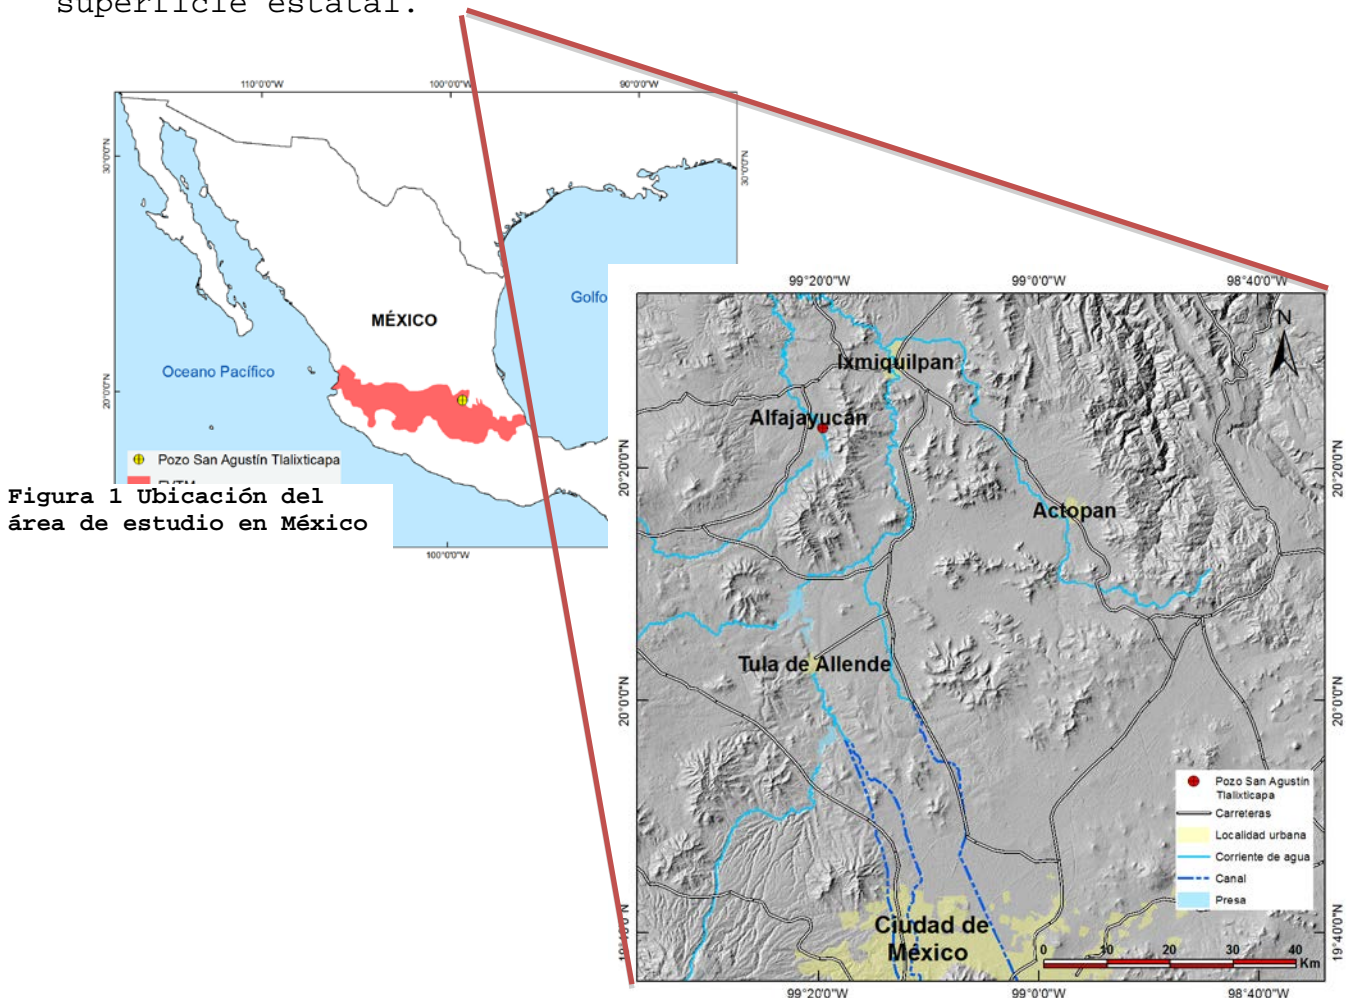 superficie estatal.
110°0'0"W 100°0'0"W 90°0'0"W
30°0'0"N
30°0'0"N
MÉXICO
Golfo
Oceano Pacífico
20°0'0"N
Pozo San Agustín Tlalixticapa
Figura 1 Ubicación del
área de estudio en México
100°0'0"W
99°20'0"W 99°0'0"W 98°40'0"W
N
Ixmiquilpan
Alfajayucán
20°20'0"N
20°20'0"N
Actopan
Tula de Allende
20°0'0"N
20°0'0"N
Pozo San Agustín
Tlalixticapa
Carreteras
Localidad urbana
Corriente de agua
Canal
Presa
Ciudad de
México
19°40'0"N
19°40'0"N
0 10 20 30 40
Km
99°20'0"W 99°0'0"W 98°40'0"W